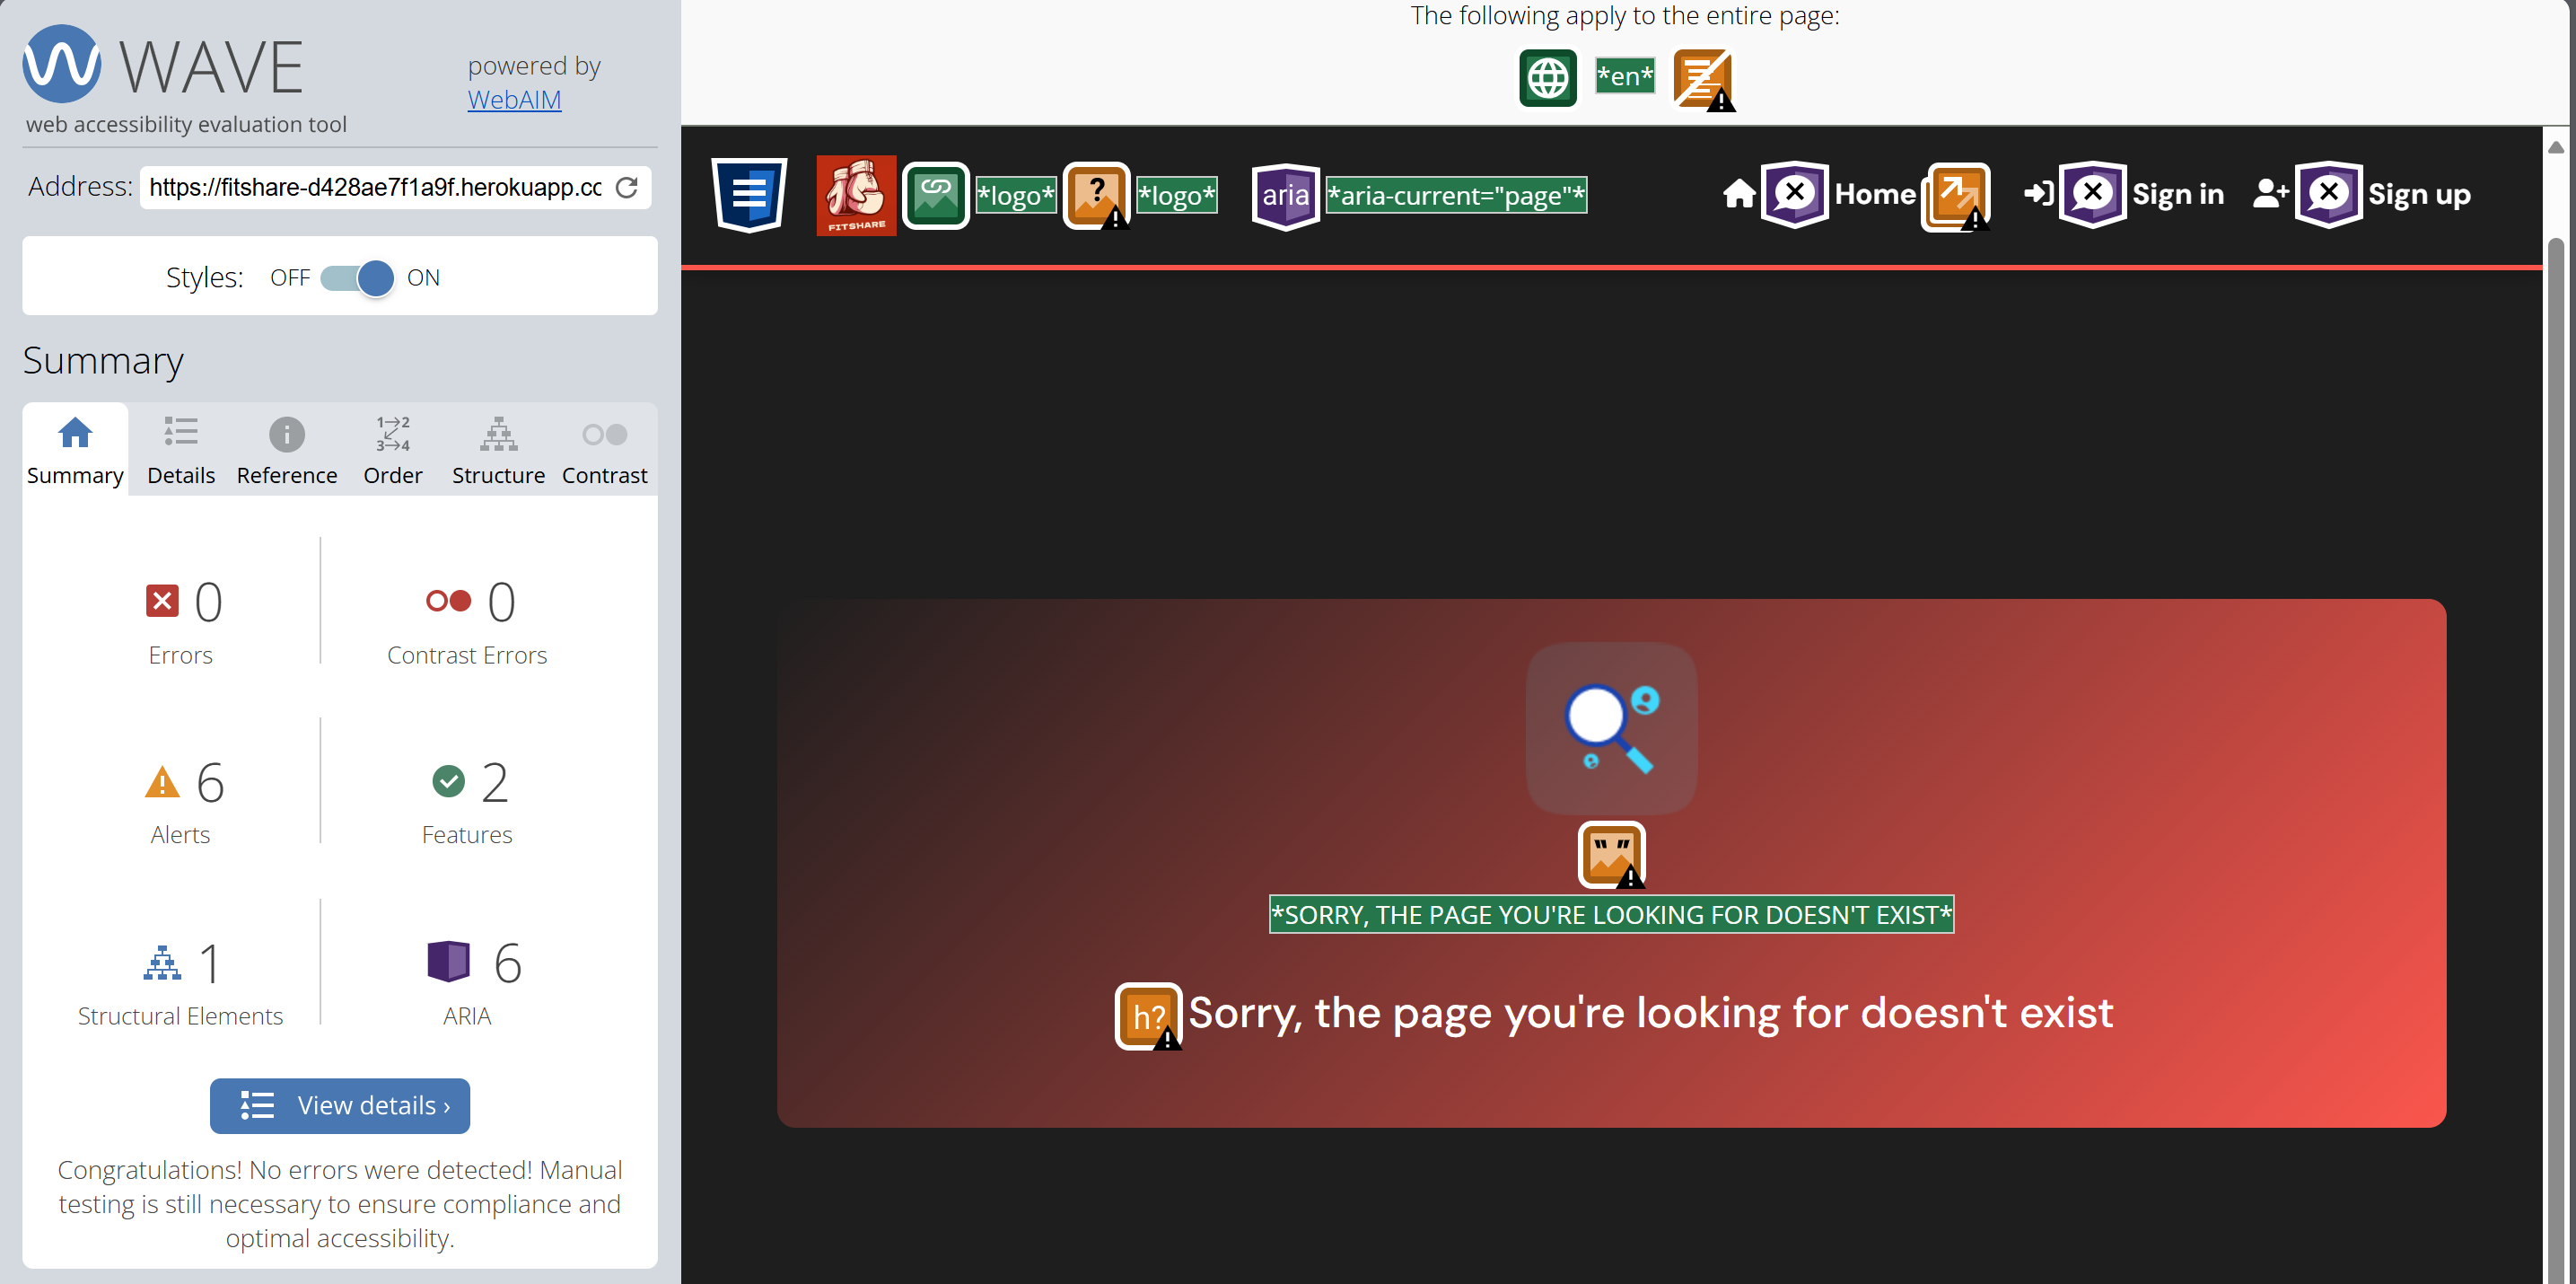 WAVE
powered by
WebAIM
web accessibility evaluation tool
Address: https://fitshare-d428ae7f1a9f.herokuapp.cc
Styles: OFF ON
Summary
1→2
3→4
Summary Details Reference Order Structure Contrast
0 0
Errors Contrast Errors
6 2
Alerts Features
1 6
Structural Elements ARIA
View details ›
Congratulations! No errors were detected! Manual
testing is still necessary to ensure compliance and
optimal accessibility.
The following apply to the entire page:
*en*
FITSHARE *logo* ? *logo* aria *aria-current="page"* Home Sign in Sign up
*SORRY, THE PAGE YOU'RE LOOKING FOR DOESN'T EXIST*
h? Sorry, the page you're looking for doesn't exist